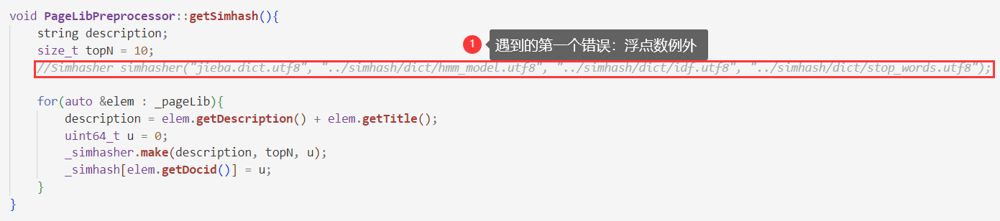 void PageLibPreprocessor::getSimhash(){
    string description;
    size_t topN = 10;
1 遇到的第一个错误：浮点数例外
    //Simhasher simhasher("jieba.dict.utf8", "../simhash/dict/hmm_model.utf8", "../simhash/dict/idf.utf8", "../simhash/dict/stop_words.utf8");
    for(auto &elem : _pageLib){
        description = elem.getDescription() + elem.getTitle();
        uint64_t u = 0;
        _simhasher.make(description, topN, u);
        _simhash[elem.getDocid()] = u;
    }
}